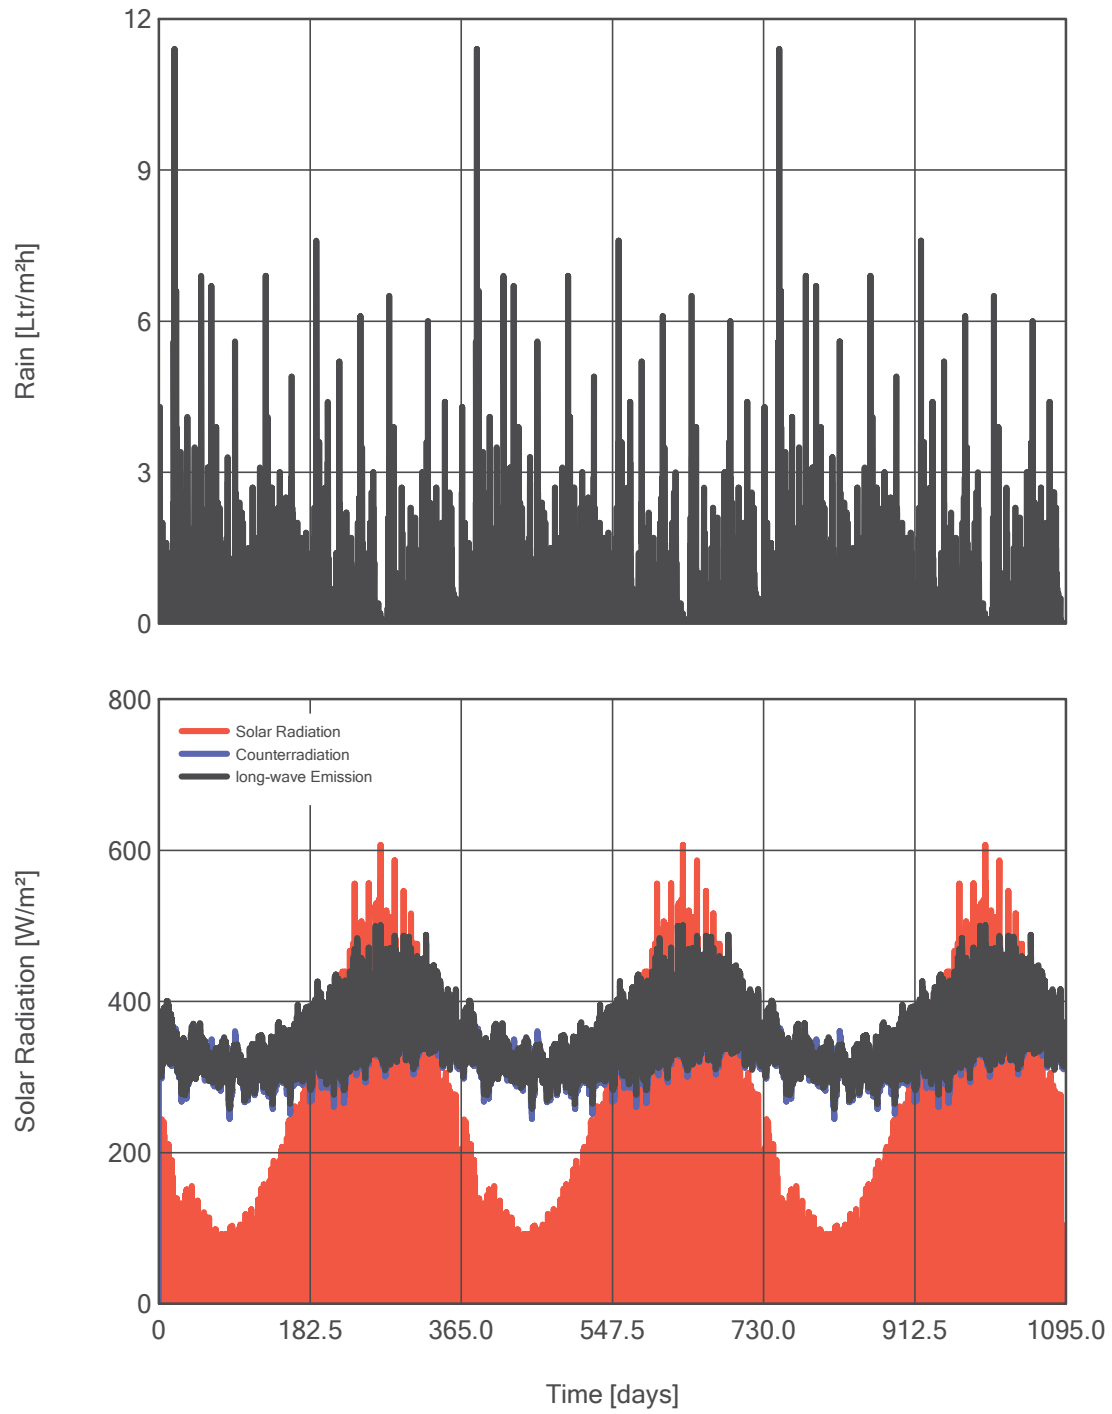 12
9
Rain [Ltr/m²h]
6
3
0
800
Solar Radiation
Counterradiation
long-wave Emission
600
Solar Radiation [W/m²]
400
200
0
0 182.5 365.0 547.5 730.0 912.5 1095.0
Time [days]